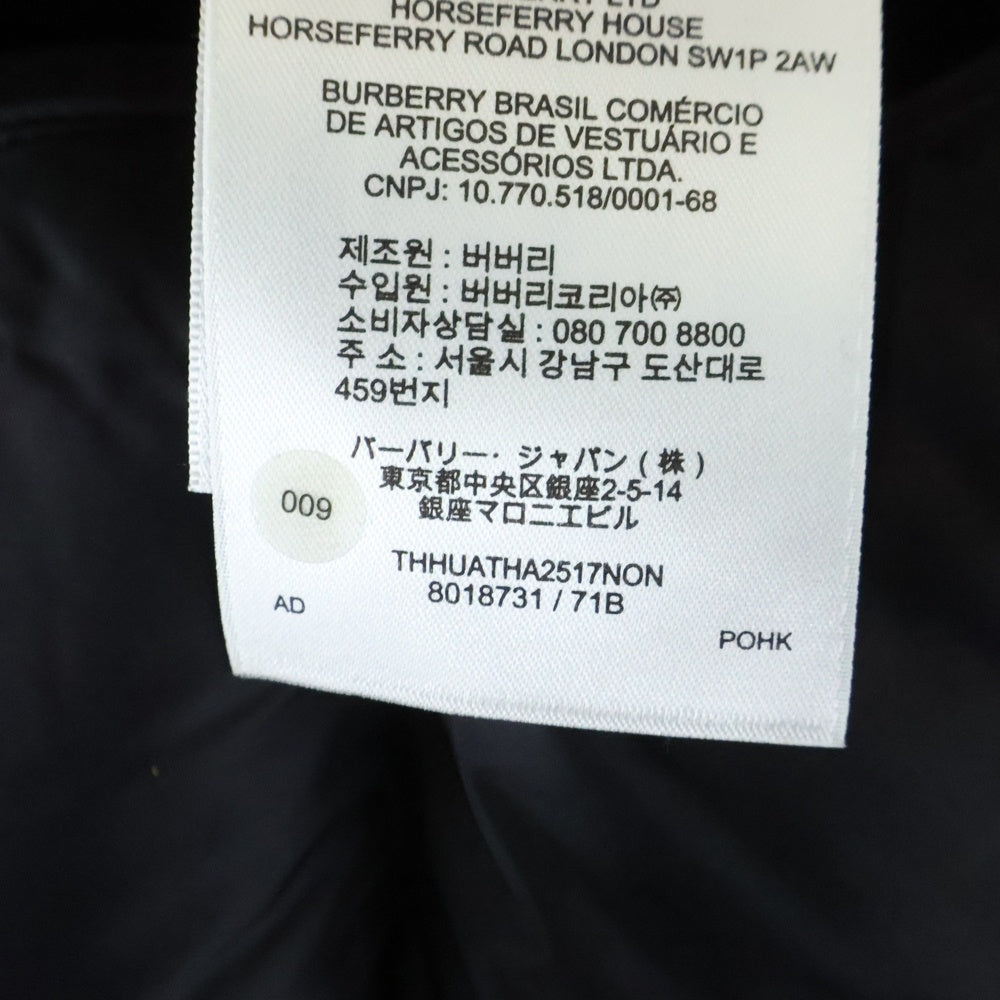 LTD
HORSEFERRY HOUSE
HORSEFERRY ROAD LONDON SW1P 2AW
BURBERRY BRASIL COMÉRCIO
DE ARTIGOS DE VESTUÁRIO E
ACESSÓRIOS LTDA.
CNPJ: 10.770.518/0001-68
제조원 : 버버리
수입원 : 버버리코리아㈜
소비자상담실 : 080 700 8800
주 소 : 서울시 강남구 도산대로
459번지
バーバリー· ジャパン ( 株 )
東京都中央区銀座2-5-14
銀座マロニエビル
009
THHUATHA2517NON
8018731 / 71B
AD
POHK